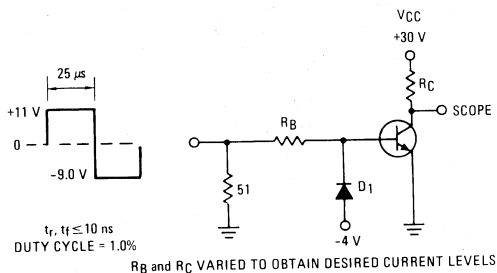 VCC
+30 V
25 μs
RC
SCOPE
+11 V
RB
0
51
D1
-9.0 V
-4 V
tr, tf ≤ 10 ns
DUTY CYCLE = 1.0%
RB and RC VARIED TO OBTAIN DESIRED CURRENT LEVELS